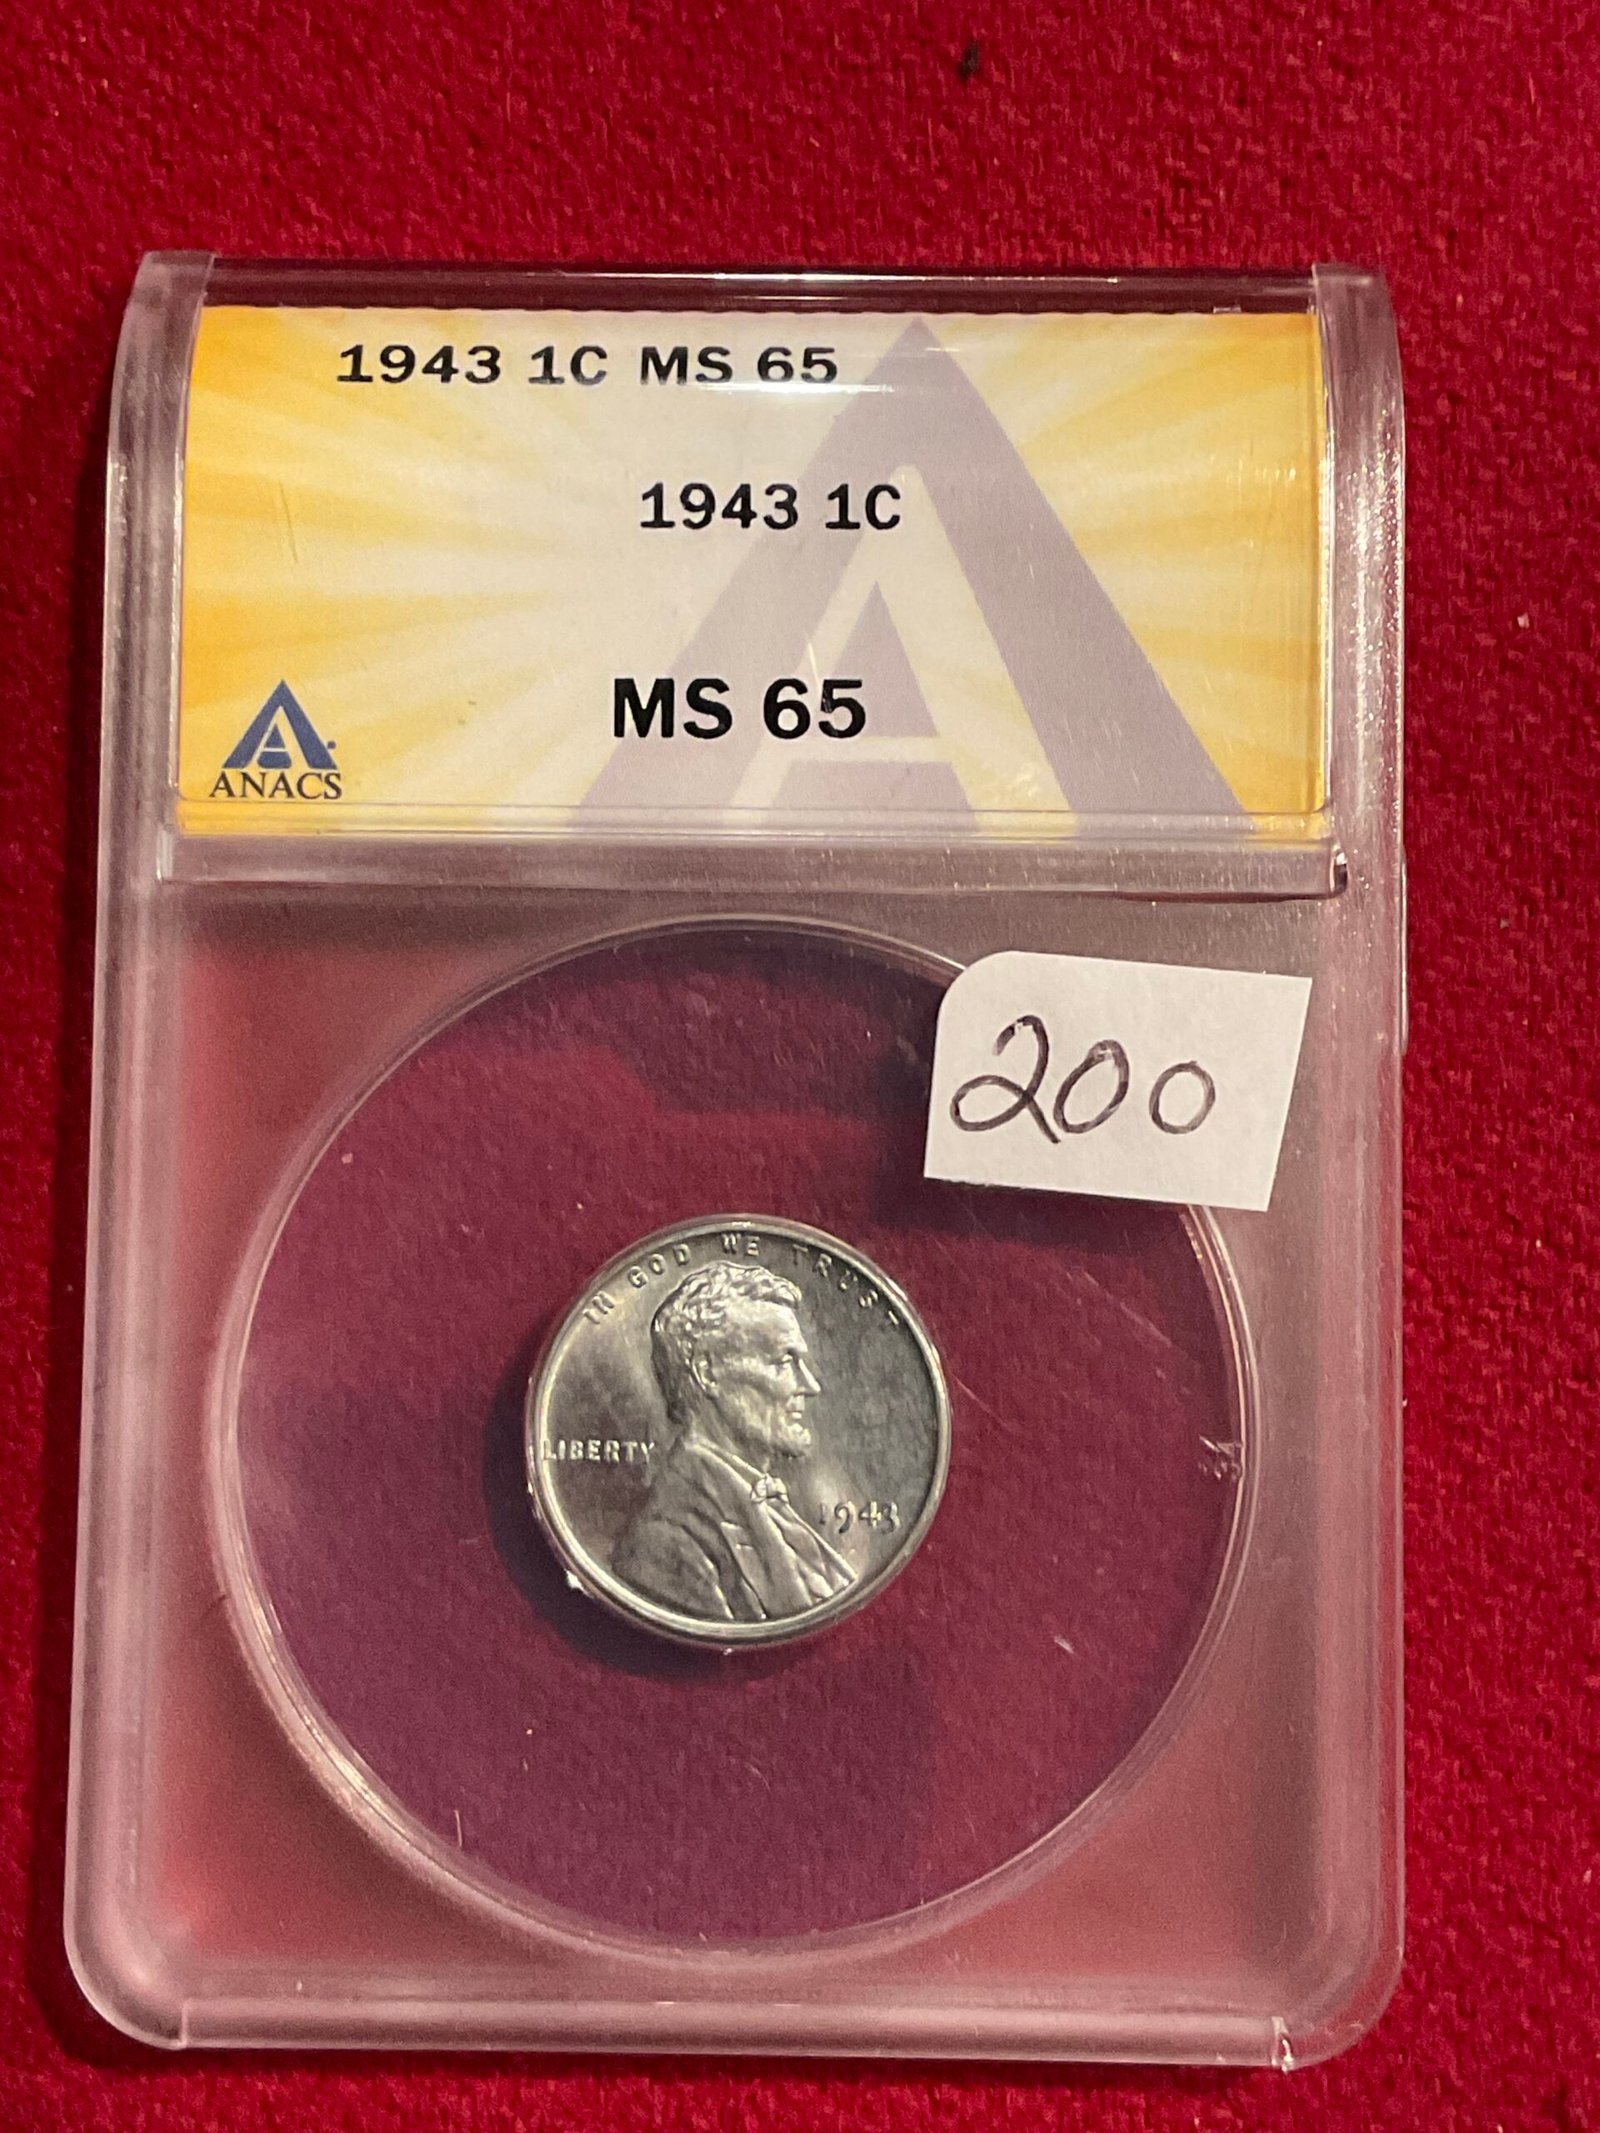 1943 1C MS 65
1943 1C
MS 65
ANACS
200
IN GOD WE TRUST
LIBERTY
1943